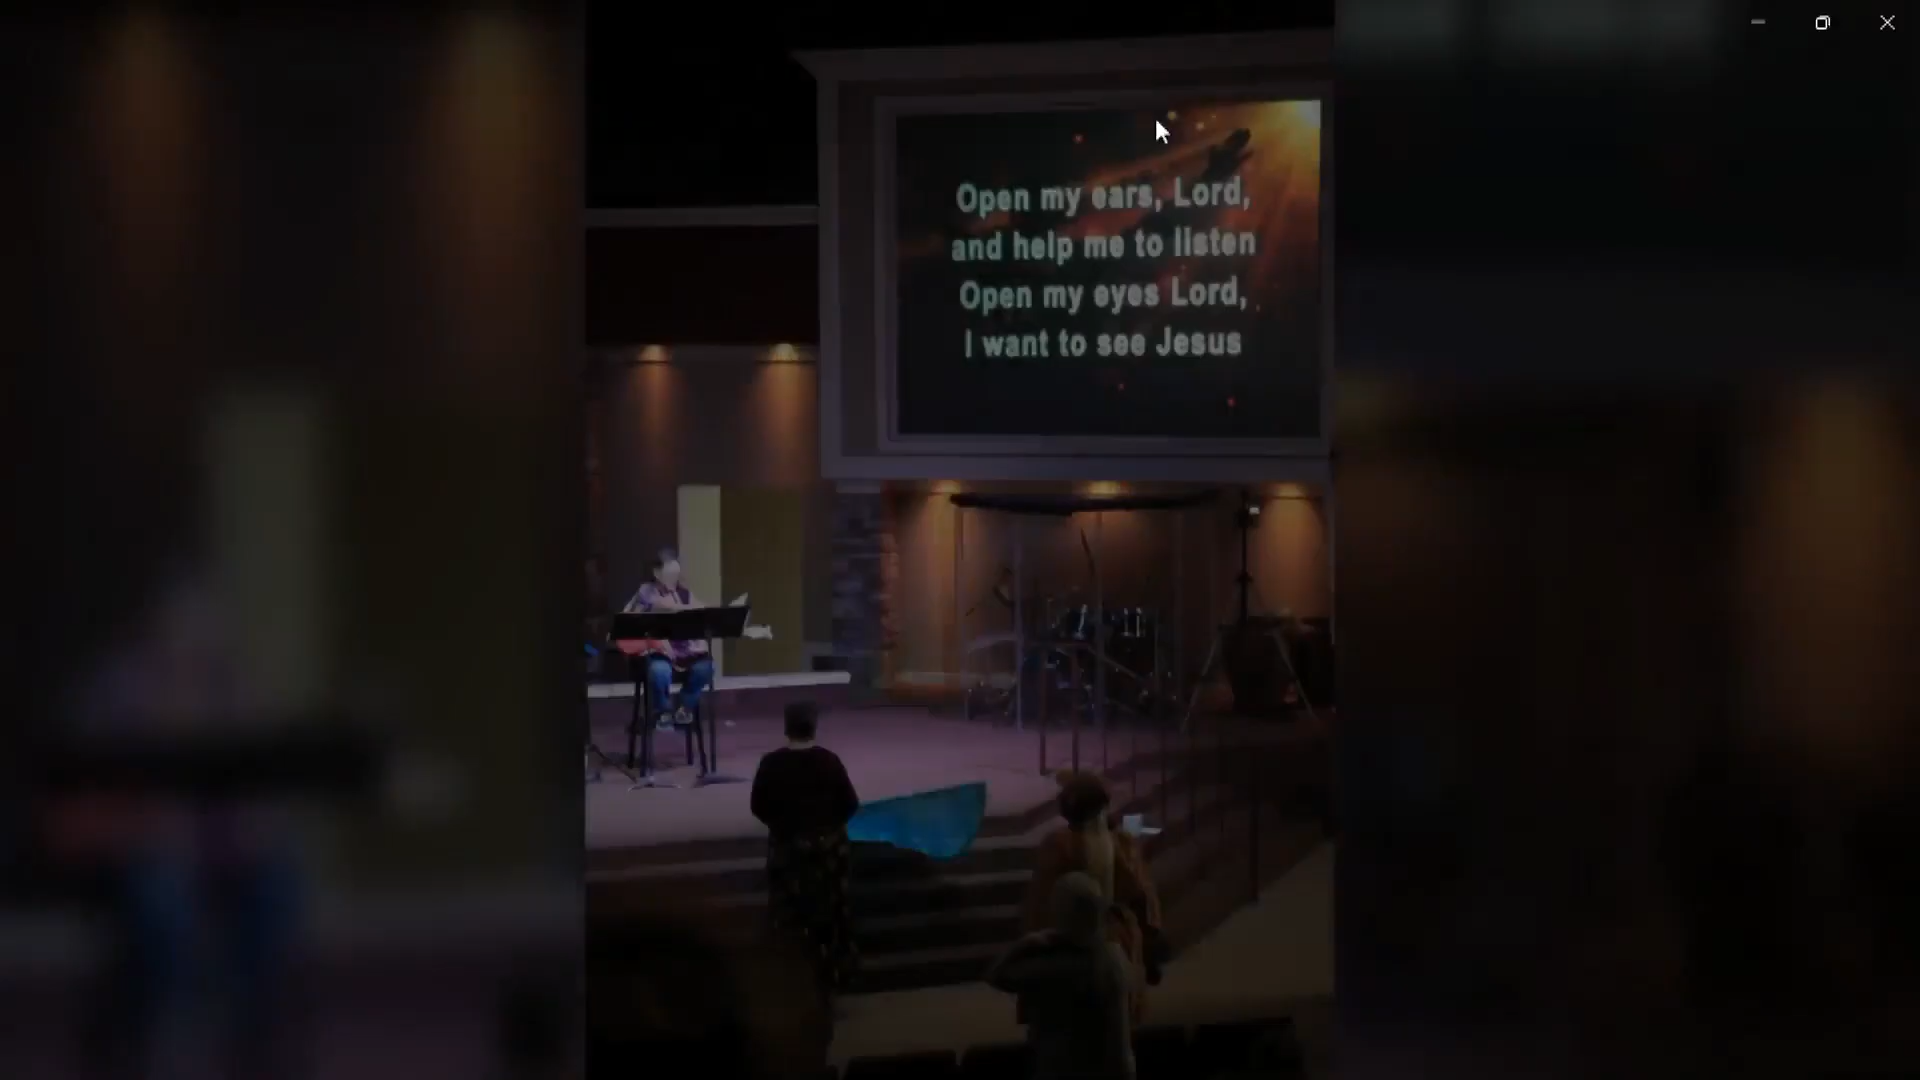 Open my ears, Lord,
and help me to listen
Open my eyes Lord,
I want to see Jesus